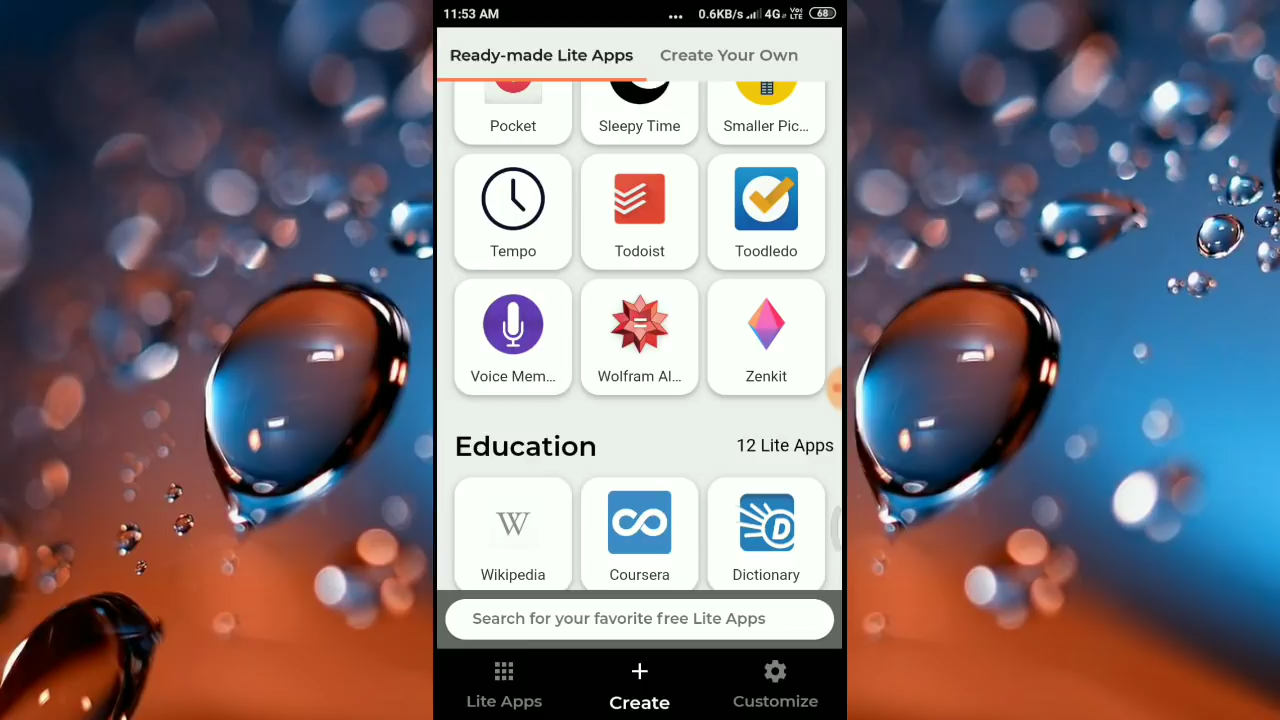 11:53 AM ... 0.6KB/s 4G Vo LTE 68
Ready-made Lite Apps Create Your Own
Pocket Sleepy Time Smaller Pic...
Tempo Todoist Toodledo
Voice Mem... Wolfram Al... Zenkit
Education 12 Lite Apps
W D
Wikipedia Coursera Dictionary
Search for your favorite free Lite Apps
Lite Apps Create Customize